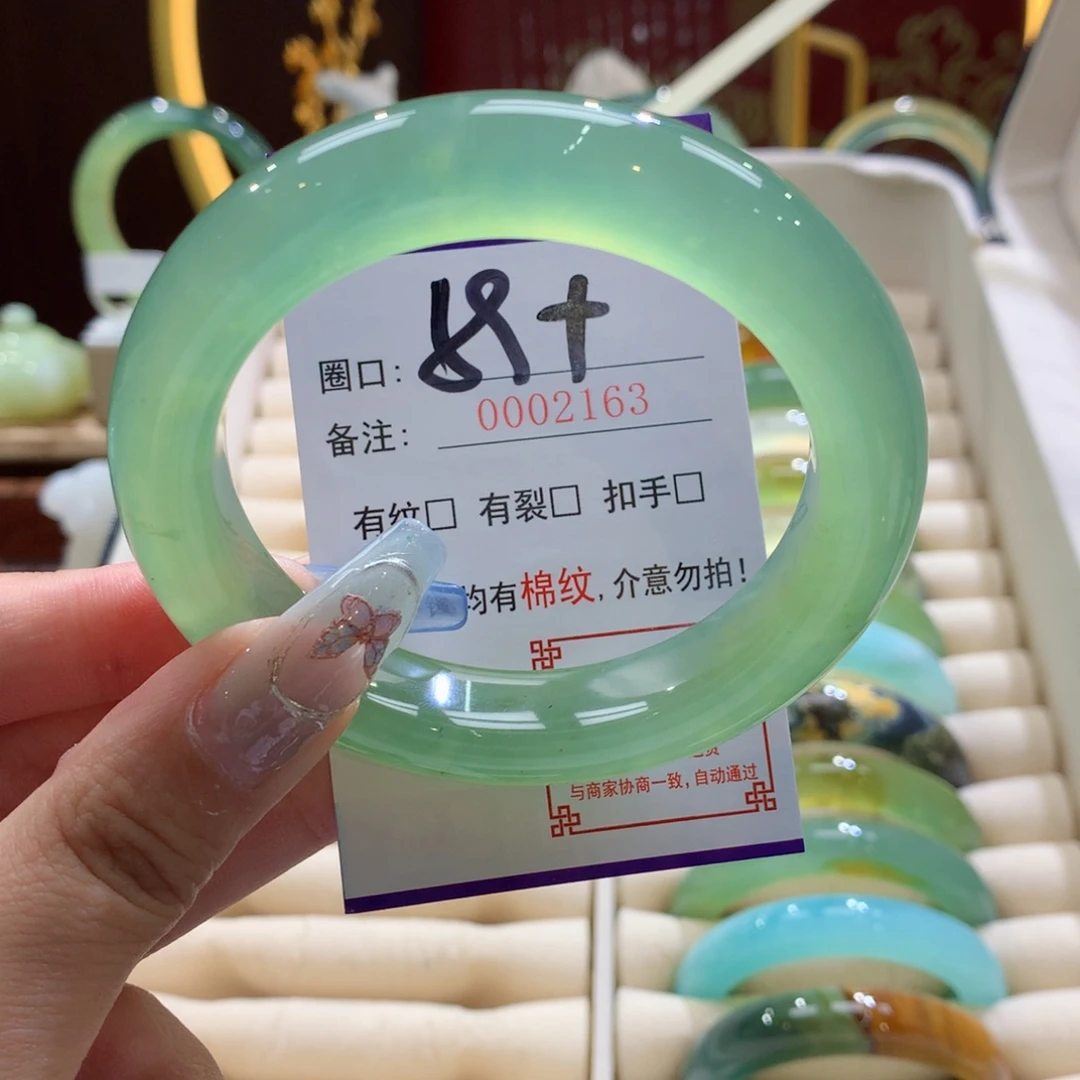 圈口: 58+
备注: 0002163
有纹□ 有裂□ 扣手□
均有棉纹, 介意勿拍!
与商家协商一致, 自动通过